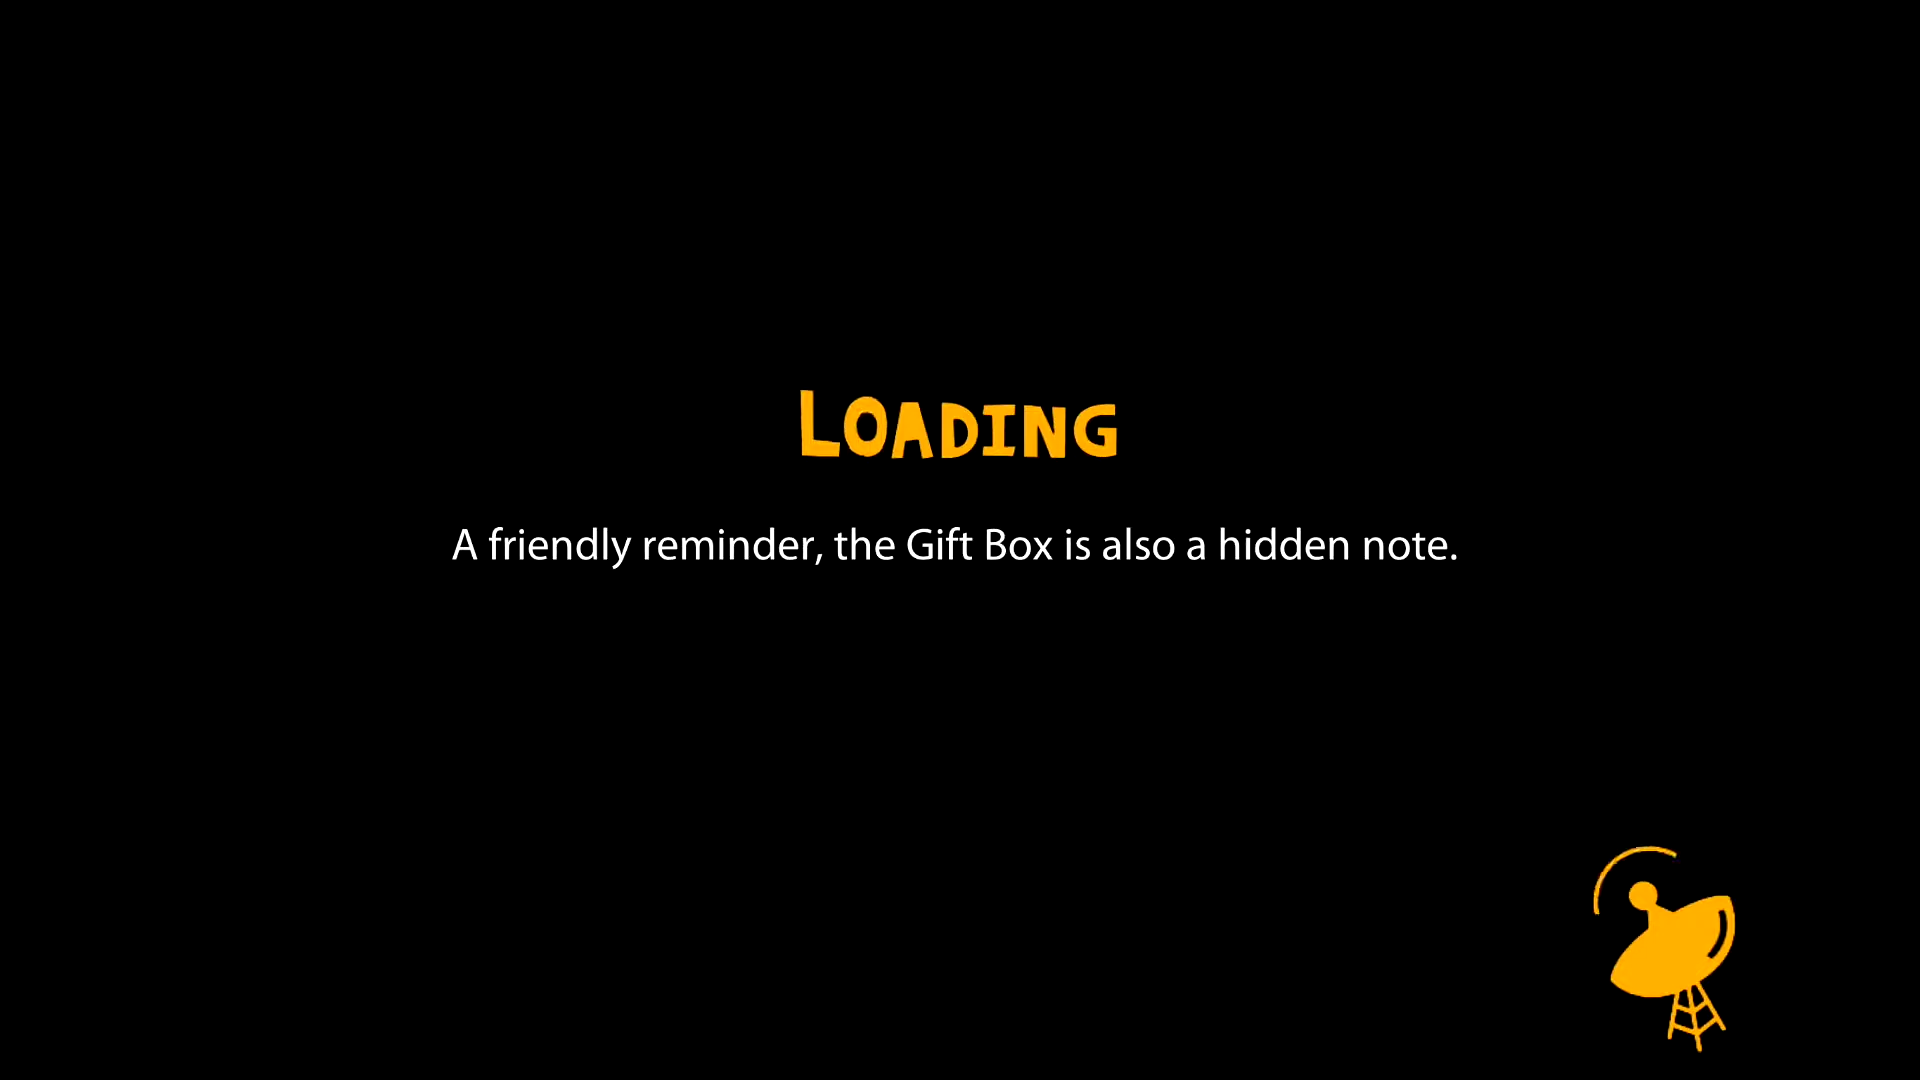 LOADING
A friendly reminder, the Gift Box is also a hidden note.